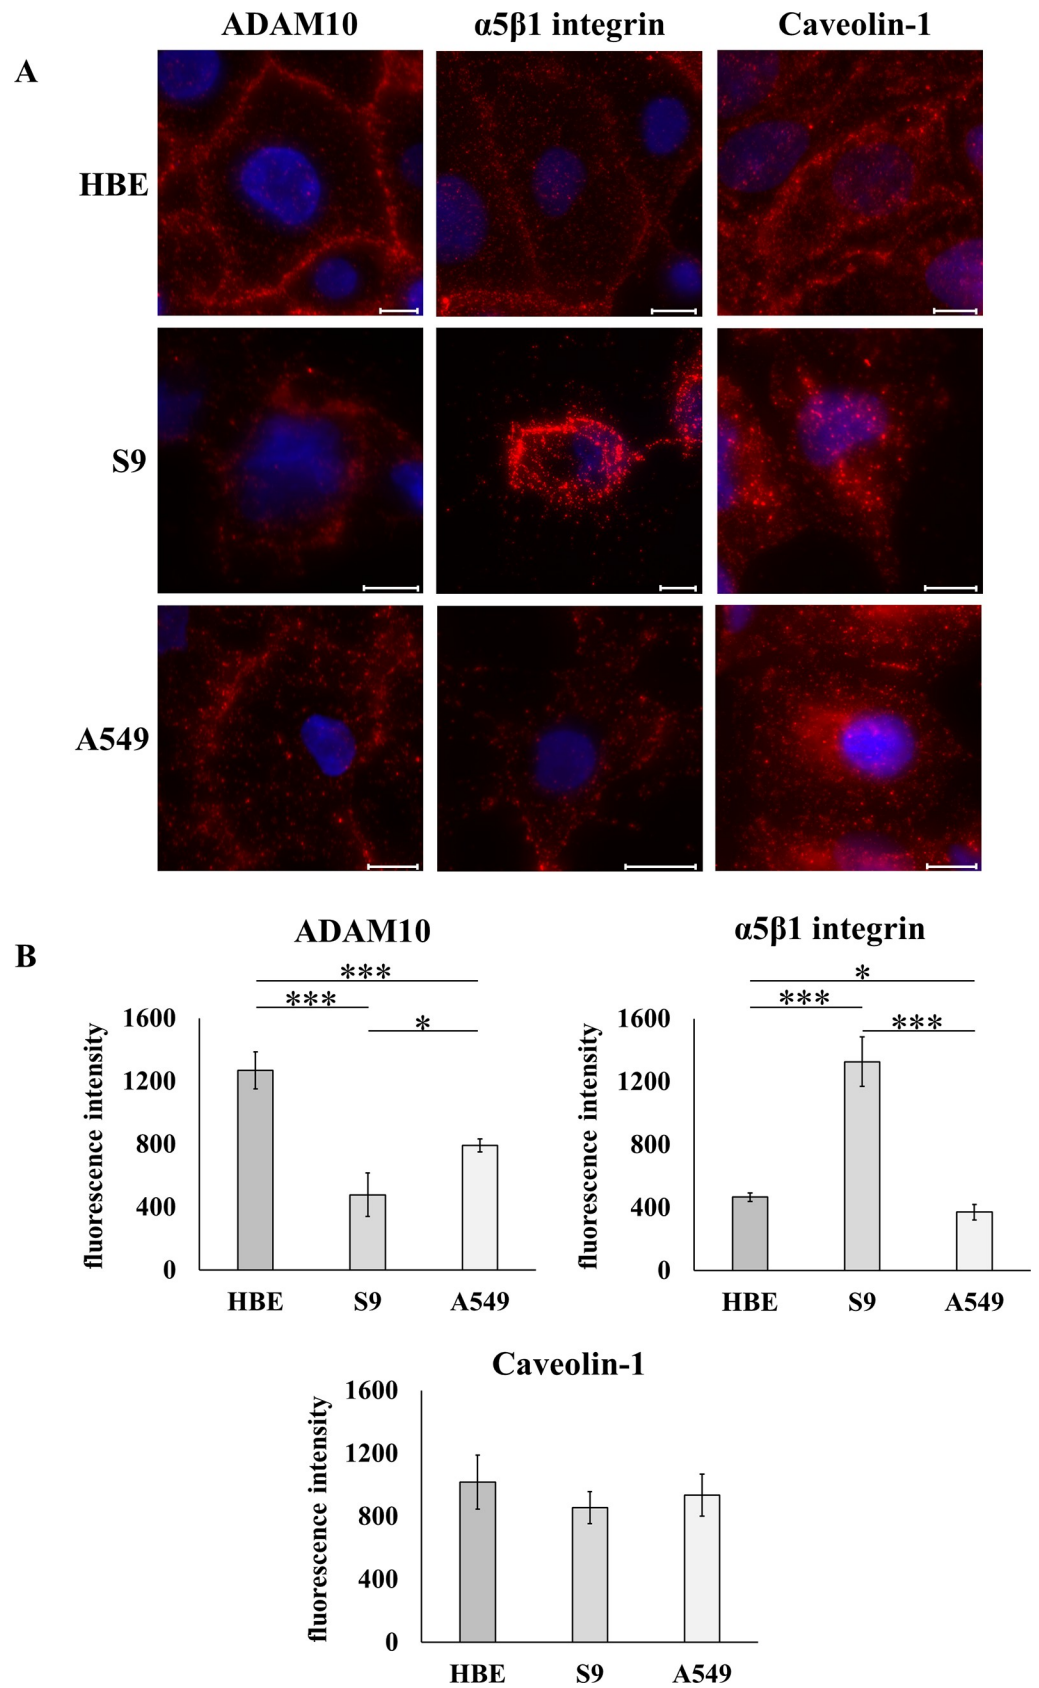 ADAM10 α5β1 integrin Caveolin-1
A
HBE
S9
A549
B
ADAM10
***
***
*
fluorescence intensity
1600
1200
800
400
0
HBE S9 A549
α5β1 integrin
*
***
***
fluorescence intensity
1600
1200
800
400
0
HBE S9 A549
Caveolin-1
fluorescence intensity
1600
1200
800
400
0
HBE S9 A549